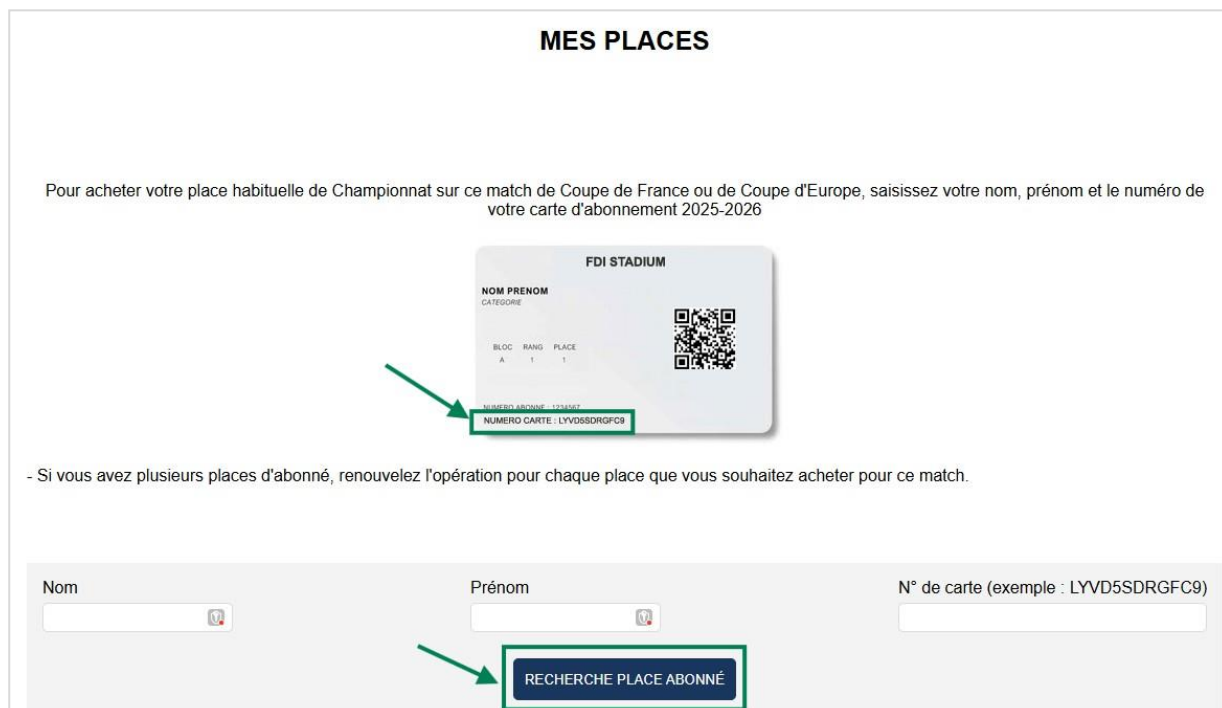 MES PLACES
Pour acheter votre place habituelle de Championnat sur ce match de Coupe de France ou de Coupe d'Europe, saisissez votre nom, prénom et le numéro de
votre carte d'abonnement 2025-2026
FDI STADIUM
NOM PRENOM
CATEGORIE
BLOC RANG PLACE
A 1 1
NUMERO ABONNE : 1234567
NUMERO CARTE : LYVD5SDRGFC9
- Si vous avez plusieurs places d'abonné, renouvelez l'opération pour chaque place que vous souhaitez acheter pour ce match.
Nom Prénom N° de carte (exemple : LYVD5SDRGFC9)
RECHERCHE PLACE ABONNÉ